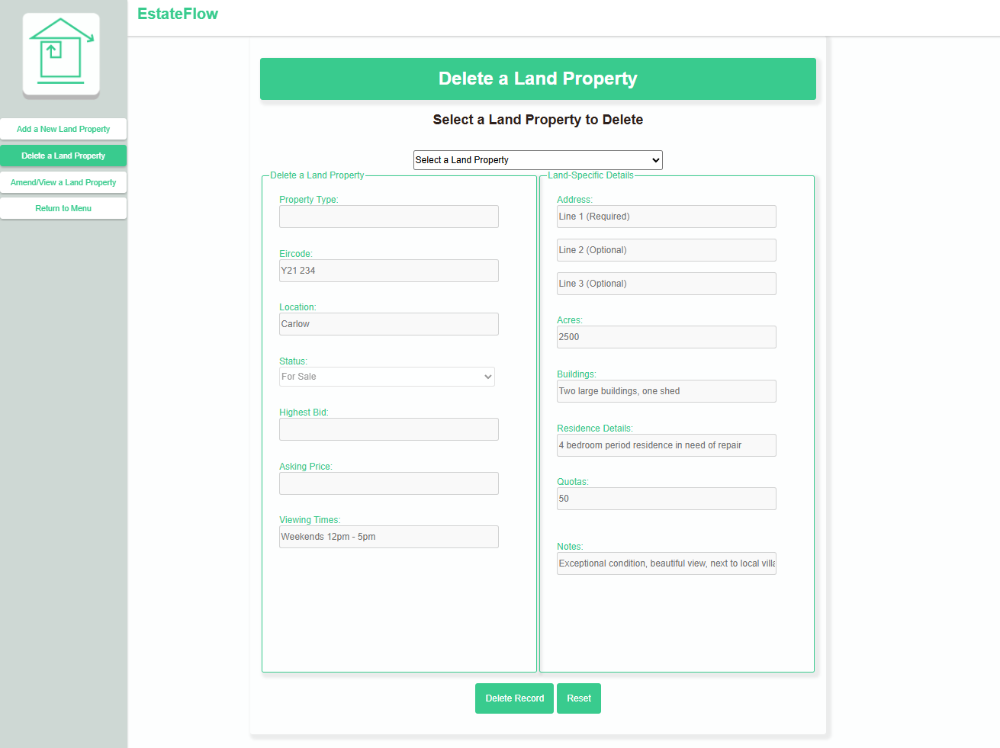 EstateFlow
Add a New Land Property
Delete a Land Property
Amend/View a Land Property
Return to Menu
Delete a Land Property
Select a Land Property to Delete
Select a Land Property
Delete a Land Property
Property Type:
Eircode:
Y21 234
Location:
Carlow
Status:
For Sale
Highest Bid:
Asking Price:
Viewing Times:
Weekends 12pm - 5pm
Land-Specific Details
Address:
Line 1 (Required)
Line 2 (Optional)
Line 3 (Optional)
Acres:
2500
Buildings:
Two large buildings, one shed
Residence Details:
4 bedroom period residence in need of repair
Quotas:
50
Notes:
Exceptional condition, beautiful view, next to local villa
Delete Record
Reset